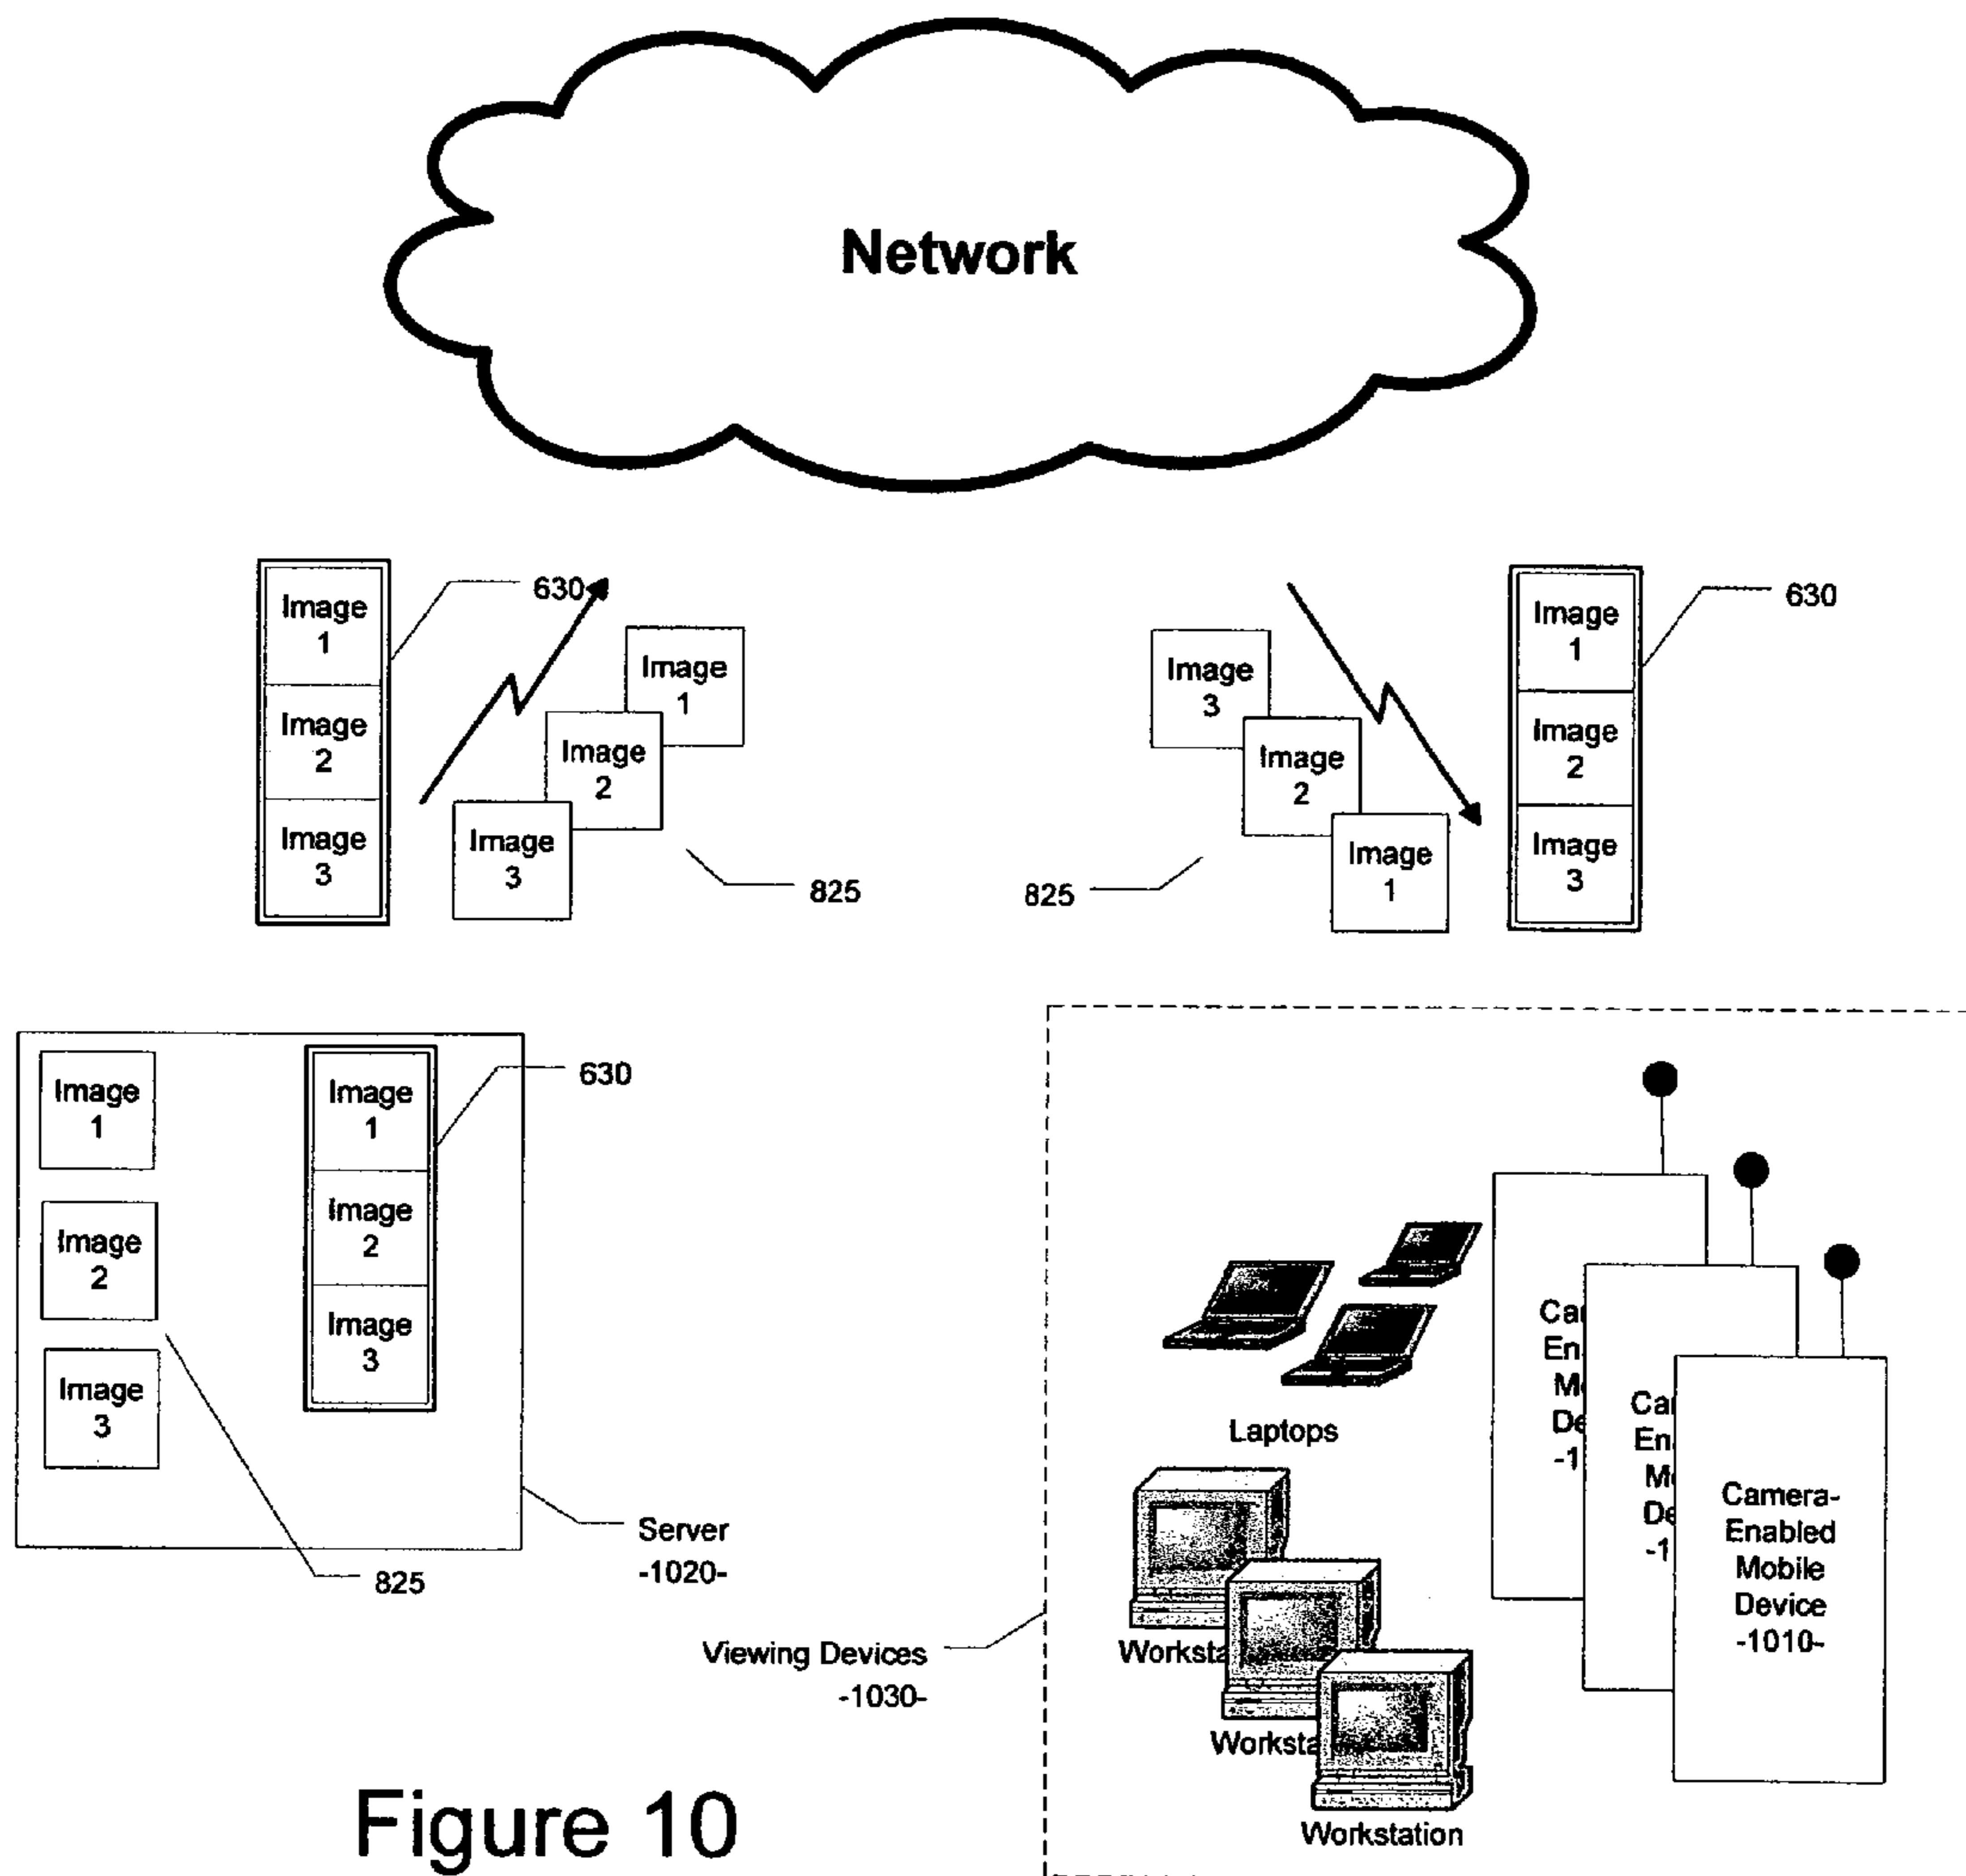 Network
Image
1
Image
2
Image
3
630
Image
1
Image
2
Image
3
825
Image
3
Image
2
Image
1
825
Image
1
Image
2
Image
3
630
Image
1
Image
2
Image
3
825
Image
1
Image
2
Image
3
630
Server
-1020-
Viewing Devices
-1030-
Laptops
Workstation
Camera-
Enabled
Mobile
Device
-1010-
Figure 10